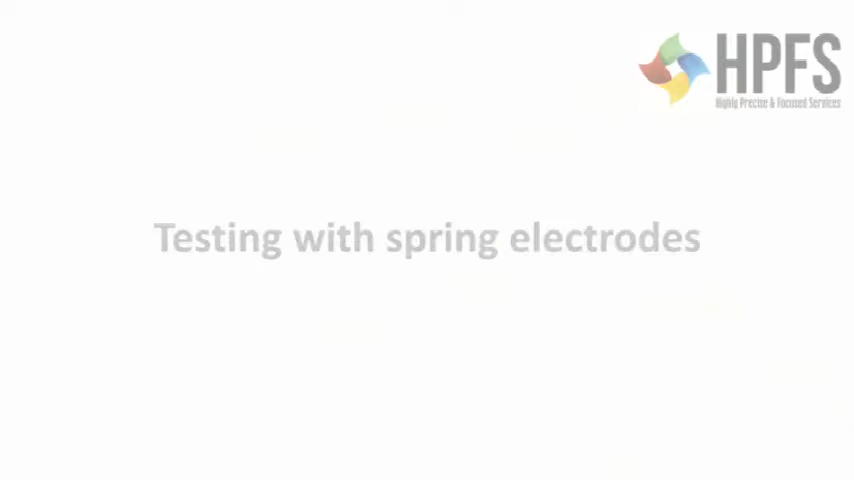 HPFS
Highly Precise & Focused Services
Testing with spring electrodes